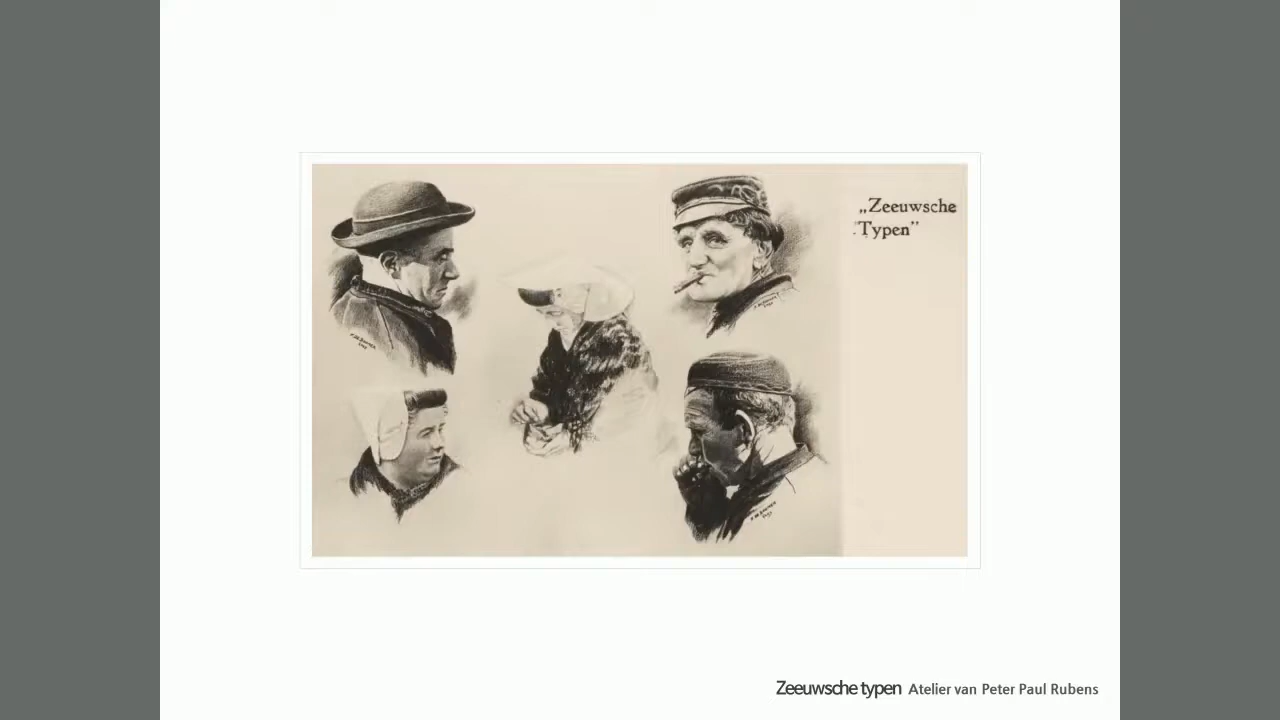 „Zeeuwsche
Typen”
Zeeuwsche typen Atelier van Peter Paul Rubens